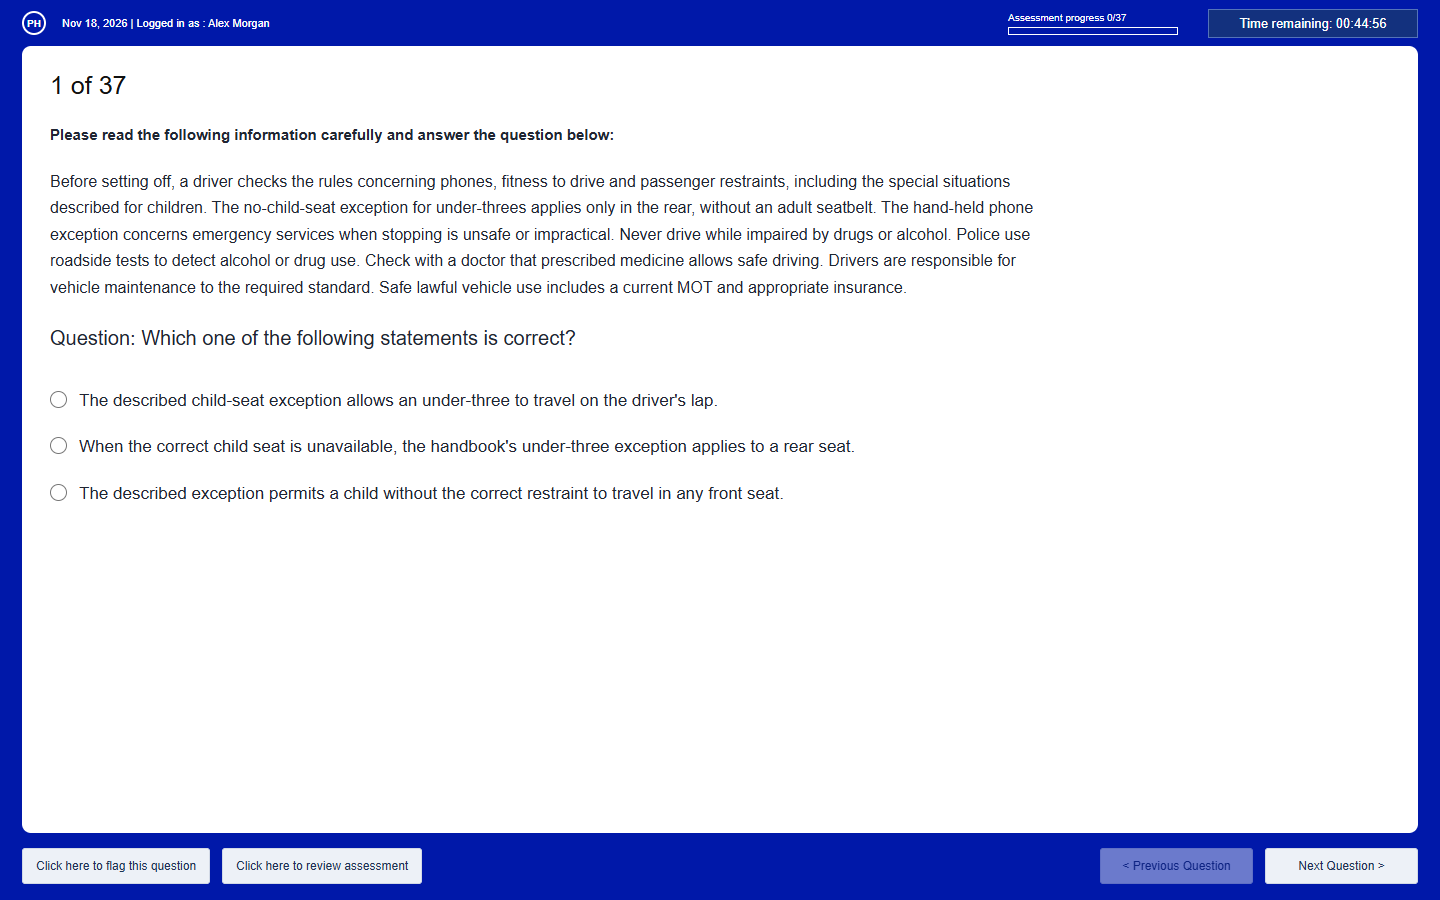 PH
Nov 18, 2026 | Logged in as : Alex Morgan
Assessment progress 0/37
Time remaining: 00:44:56
1 of 37
Please read the following information carefully and answer the question below:
Before setting off, a driver checks the rules concerning phones, fitness to drive and passenger restraints, including the special situations
described for children. The no-child-seat exception for under-threes applies only in the rear, without an adult seatbelt. The hand-held phone
exception concerns emergency services when stopping is unsafe or impractical. Never drive while impaired by drugs or alcohol. Police use
roadside tests to detect alcohol or drug use. Check with a doctor that prescribed medicine allows safe driving. Drivers are responsible for
vehicle maintenance to the required standard. Safe lawful vehicle use includes a current MOT and appropriate insurance.
Question: Which one of the following statements is correct?
The described child-seat exception allows an under-three to travel on the driver's lap.
When the correct child seat is unavailable, the handbook's under-three exception applies to a rear seat.
The described exception permits a child without the correct restraint to travel in any front seat.
Click here to flag this question
Click here to review assessment
< Previous Question
Next Question >